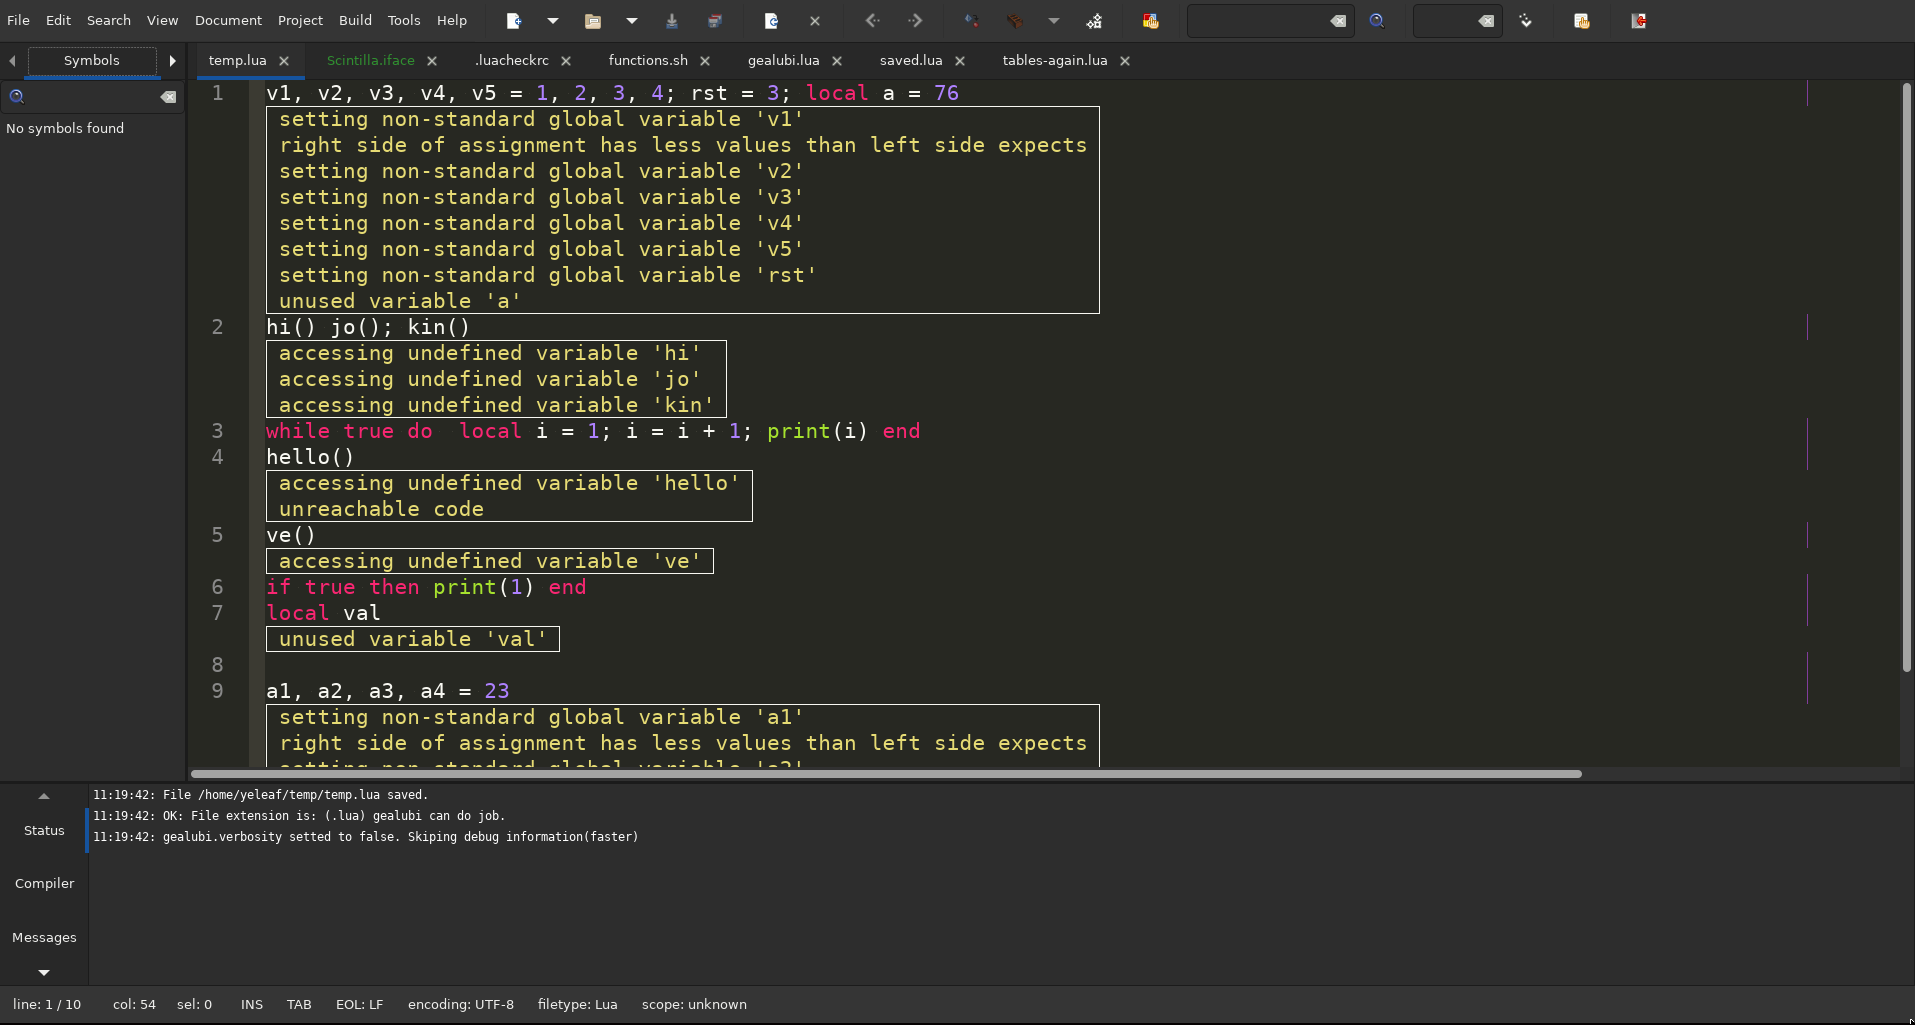 File Edit Search View Document Project Build Tools Help
Symbols
temp.lua Scintilla.iface .luacheckrc functions.sh gealubi.lua saved.lua tables-again.lua
No symbols found
1 v1, v2, v3, v4, v5 = 1, 2, 3, 4; rst = 3; local a = 76
setting non-standard global variable 'v1'
right side of assignment has less values than left side expects
setting non-standard global variable 'v2'
setting non-standard global variable 'v3'
setting non-standard global variable 'v4'
setting non-standard global variable 'v5'
setting non-standard global variable 'rst'
unused variable 'a'
2 hi() jo(); kin()
accessing undefined variable 'hi'
accessing undefined variable 'jo'
accessing undefined variable 'kin'
3 while true do  local i = 1; i = i + 1; print(i) end
4 hello()
accessing undefined variable 'hello'
unreachable code
5 ve()
accessing undefined variable 've'
6 if true then print(1) end
7 local val
unused variable 'val'
8
9 a1, a2, a3, a4 = 23
setting non-standard global variable 'a1'
right side of assignment has less values than left side expects
setting non-standard global variable 'a2'
Status
Compiler
Messages
11:19:42: File /home/yeleaf/temp/temp.lua saved.
11:19:42: OK: File extension is: (.lua) gealubi can do job.
11:19:42: gealubi.verbosity setted to false. Skiping debug information(faster)
line: 1 / 10 col: 54 sel: 0 INS TAB EOL: LF encoding: UTF-8 filetype: Lua scope: unknown